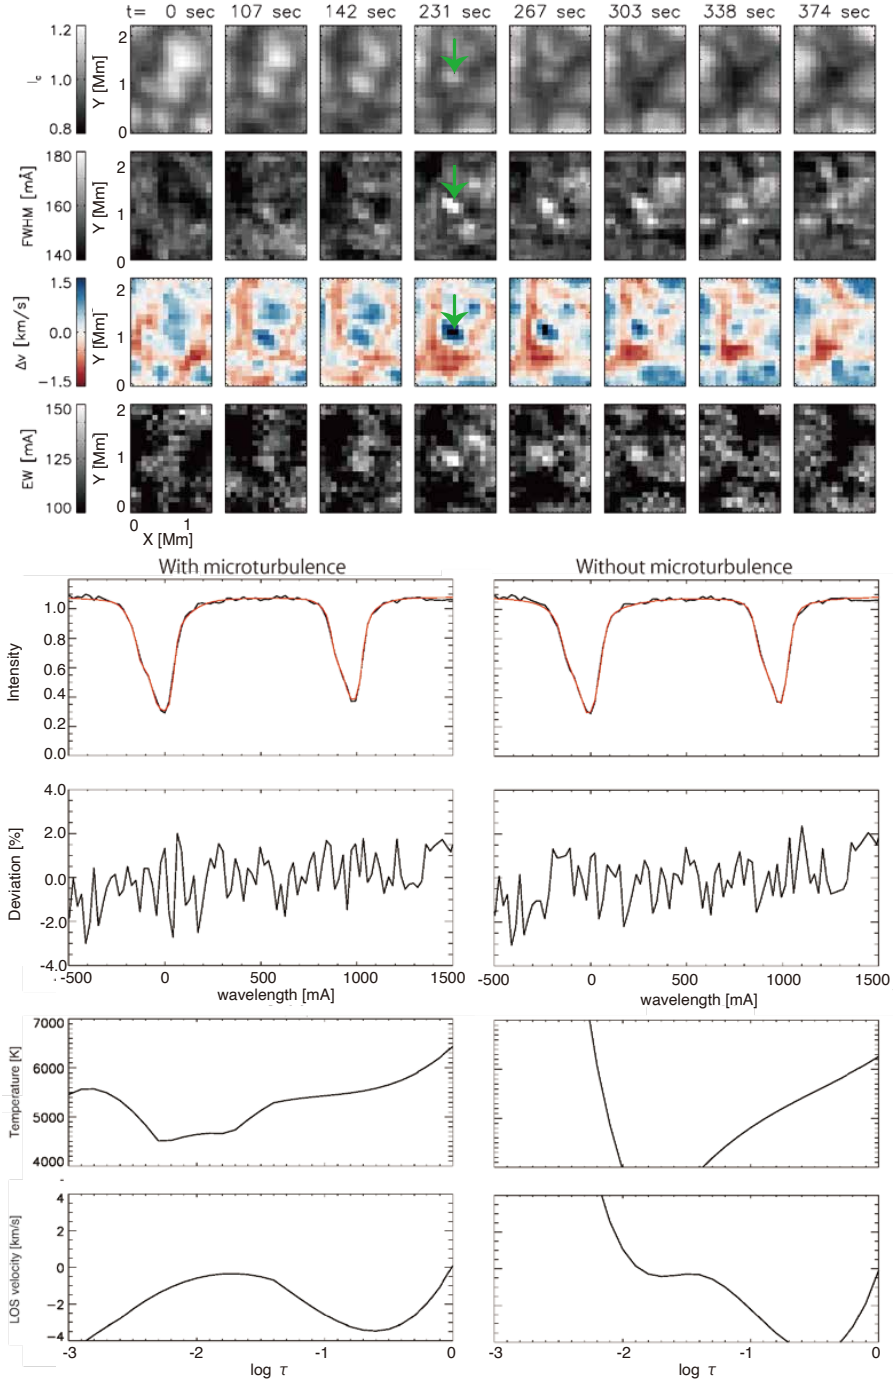 t= 0 sec 107 sec 142 sec 231 sec 267 sec 303 sec 338 sec 374 sec
1.2
1.0
0.8
Ic
2
1
0
Y [Mm]
180
160
140
FWHM [mÅ]
2
1
0
Y [Mm]
1.5
0.0
−1.5
Δv [km/s]
2
1
0
Y [Mm]
150
125
100
EW [mA]
2
1
0
Y [Mm]
0 1
X [Mm]
With microturbulence Without microturbulence
1.0
0.8
0.6
0.4
0.2
0.0
Intensity
4.0
2.0
0.0
-2.0
-4.0
Deviation [%]
-500 0 500 1000 1500 -500 0 500 1000 1500
wavelength [mA] wavelength [mA]
7000
6000
5000
4000
Temperature [K]
4
2
0
−2
−4
LOS velocity [km/s]
-3 -2 -1 0 -2 -1 0
log τ log τ